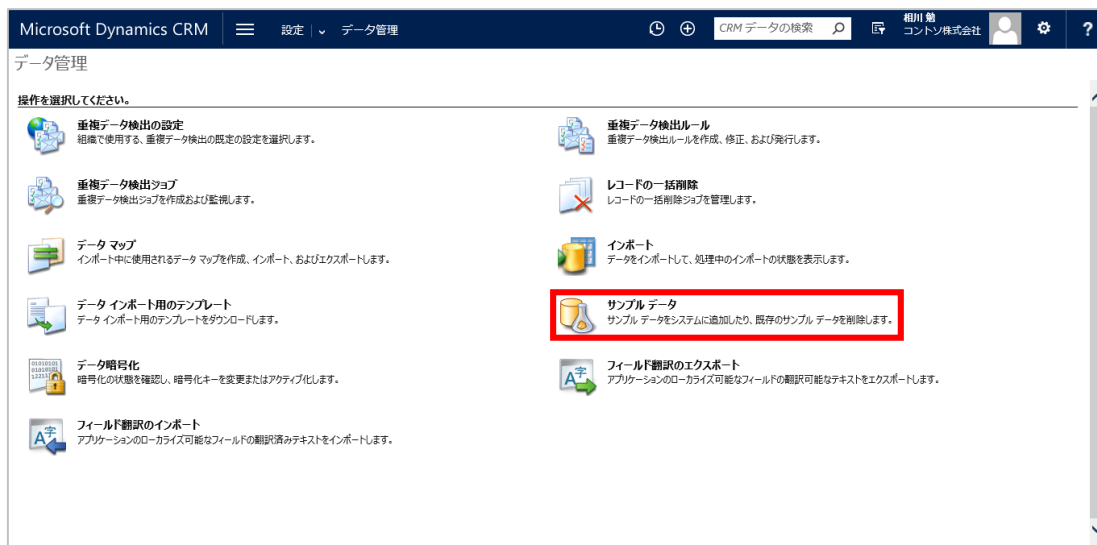 Microsoft Dynamics CRM 設定 データ管理 CRM データの検索 相川 勉
コントソ株式会社 ?
データ管理
操作を選択してください。
重複データ検出の設定
組織で使用する、重複データ検出の既定の設定を選択します。
重複データ検出ルール
重複データ検出ルールを作成、修正、および発行します。
重複データ検出ジョブ
重複データ検出ジョブを作成および監視します。
レコードの一括削除
レコードの一括削除ジョブを管理します。
データ マップ
インポート中に使用されるデータ マップを作成、インポート、およびエクスポートします。
インポート
データをインポートして、処理中のインポートの状態を表示します。
データ インポート用のテンプレート
データ インポート用のテンプレートをダウンロードします。
サンプル データ
サンプル データをシステムに追加したり、既存のサンプル データを削除します。
データ暗号化
暗号化の状態を確認し、暗号化キーを変更またはアクティブ化します。
フィールド翻訳のエクスポート
アプリケーションのローカライズ可能なフィールドの翻訳可能なテキストをエクスポートします。
フィールド翻訳のインポート
アプリケーションのローカライズ可能なフィールドの翻訳済みテキストをインポートします。